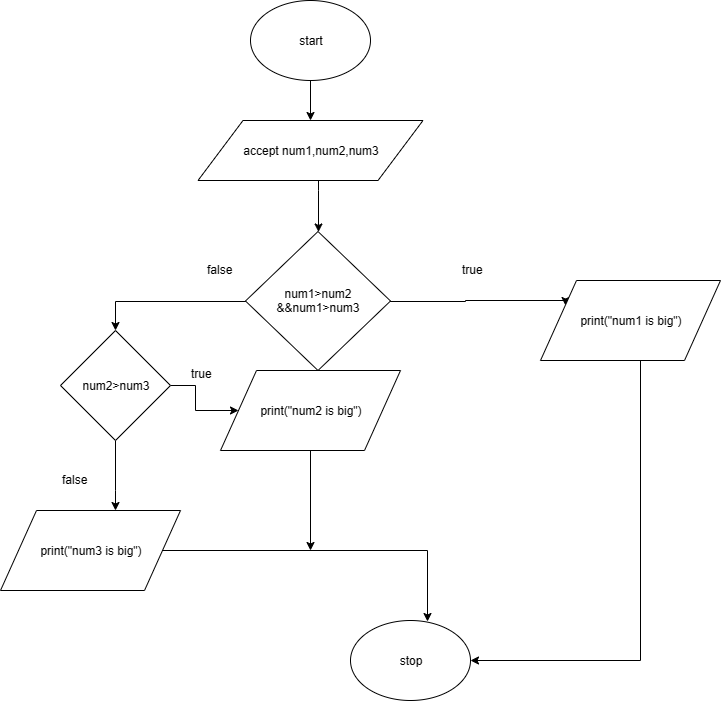 start
accept num1,num2,num3
false
true
num1>num2
&&num1>num3
print("num1 is big")
num2>num3
true
print("num2 is big")
false
print("num3 is big")
stop